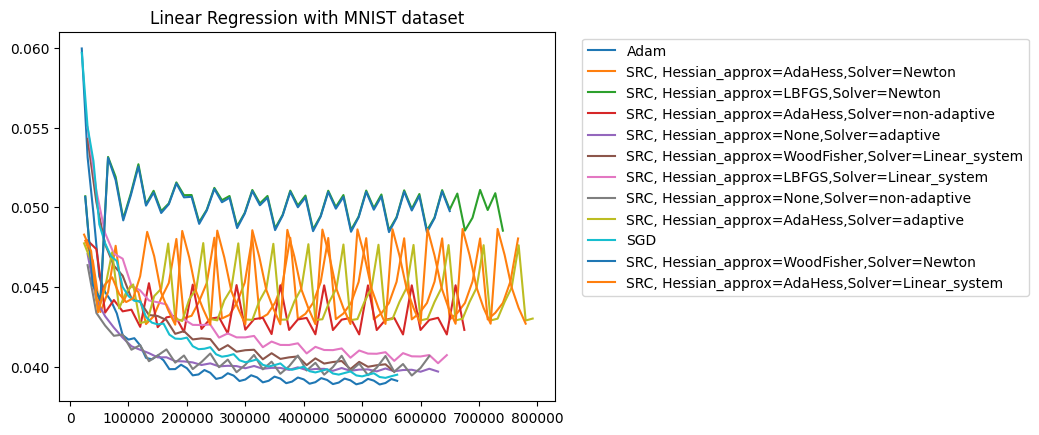 Linear Regression with MNIST dataset
0.060
0.055
0.050
0.045
0.040
0
100000
200000
300000
400000
500000
600000
700000
800000
Adam
SRC, Hessian_approx=AdaHess,Solver=Newton
SRC, Hessian_approx=LBFGS,Solver=Newton
SRC, Hessian_approx=AdaHess,Solver=non-adaptive
SRC, Hessian_approx=None,Solver=adaptive
SRC, Hessian_approx=WoodFisher,Solver=Linear_system
SRC, Hessian_approx=LBFGS,Solver=Linear_system
SRC, Hessian_approx=None,Solver=non-adaptive
SRC, Hessian_approx=AdaHess,Solver=adaptive
SGD
SRC, Hessian_approx=WoodFisher,Solver=Newton
SRC, Hessian_approx=AdaHess,Solver=Linear_system